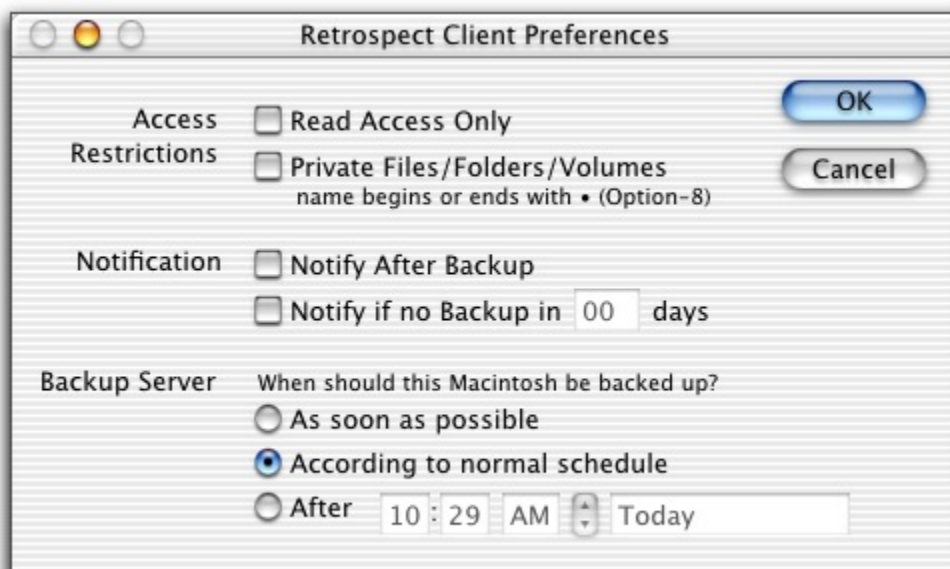 Retrospect Client Preferences
Access Restrictions
Read Access Only
Private Files/Folders/Volumes
name begins or ends with • (Option-8)
OK
Cancel
Notification
Notify After Backup
Notify if no Backup in 00 days
Backup Server
When should this Macintosh be backed up?
As soon as possible
According to normal schedule
After 10:29 AM Today